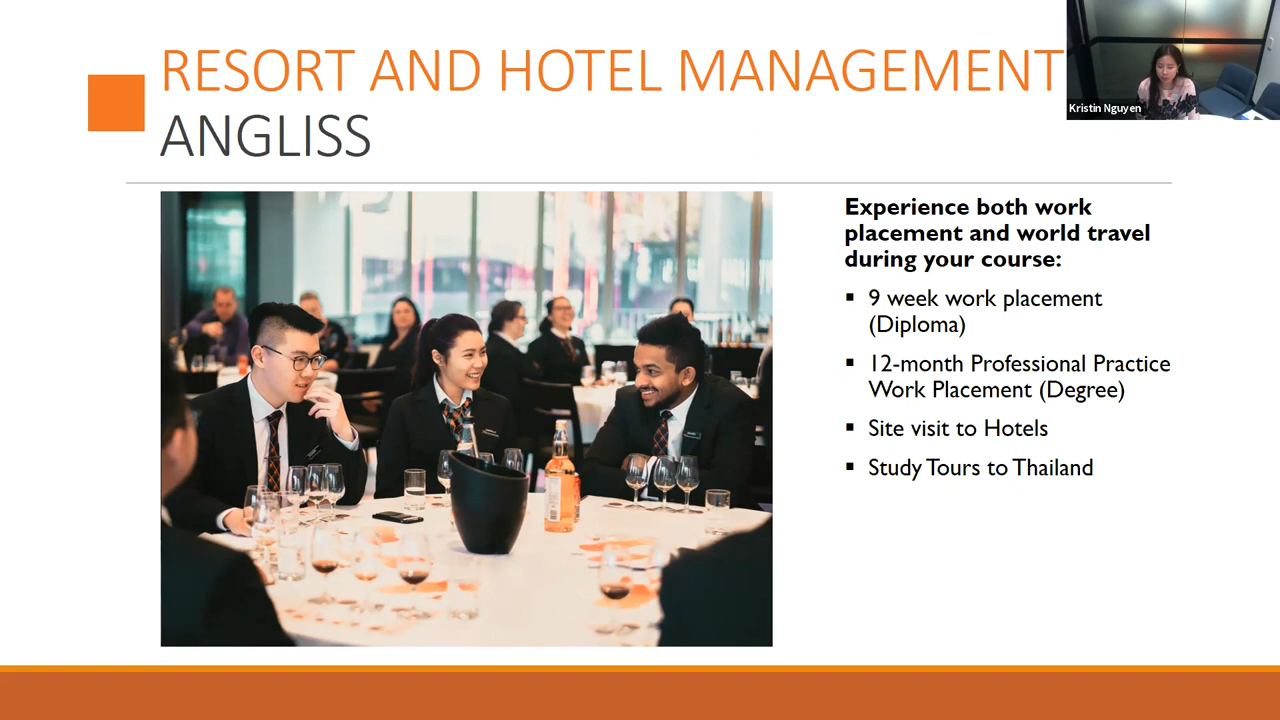 RESORT AND HOTEL MANAGEMENT
ANGLISS
Kristin Nguyen
Experience both work
placement and world travel
during your course:
▪ 9 week work placement
(Diploma)
▪ 12-month Professional Practice
Work Placement (Degree)
▪ Site visit to Hotels
▪ Study Tours to Thailand